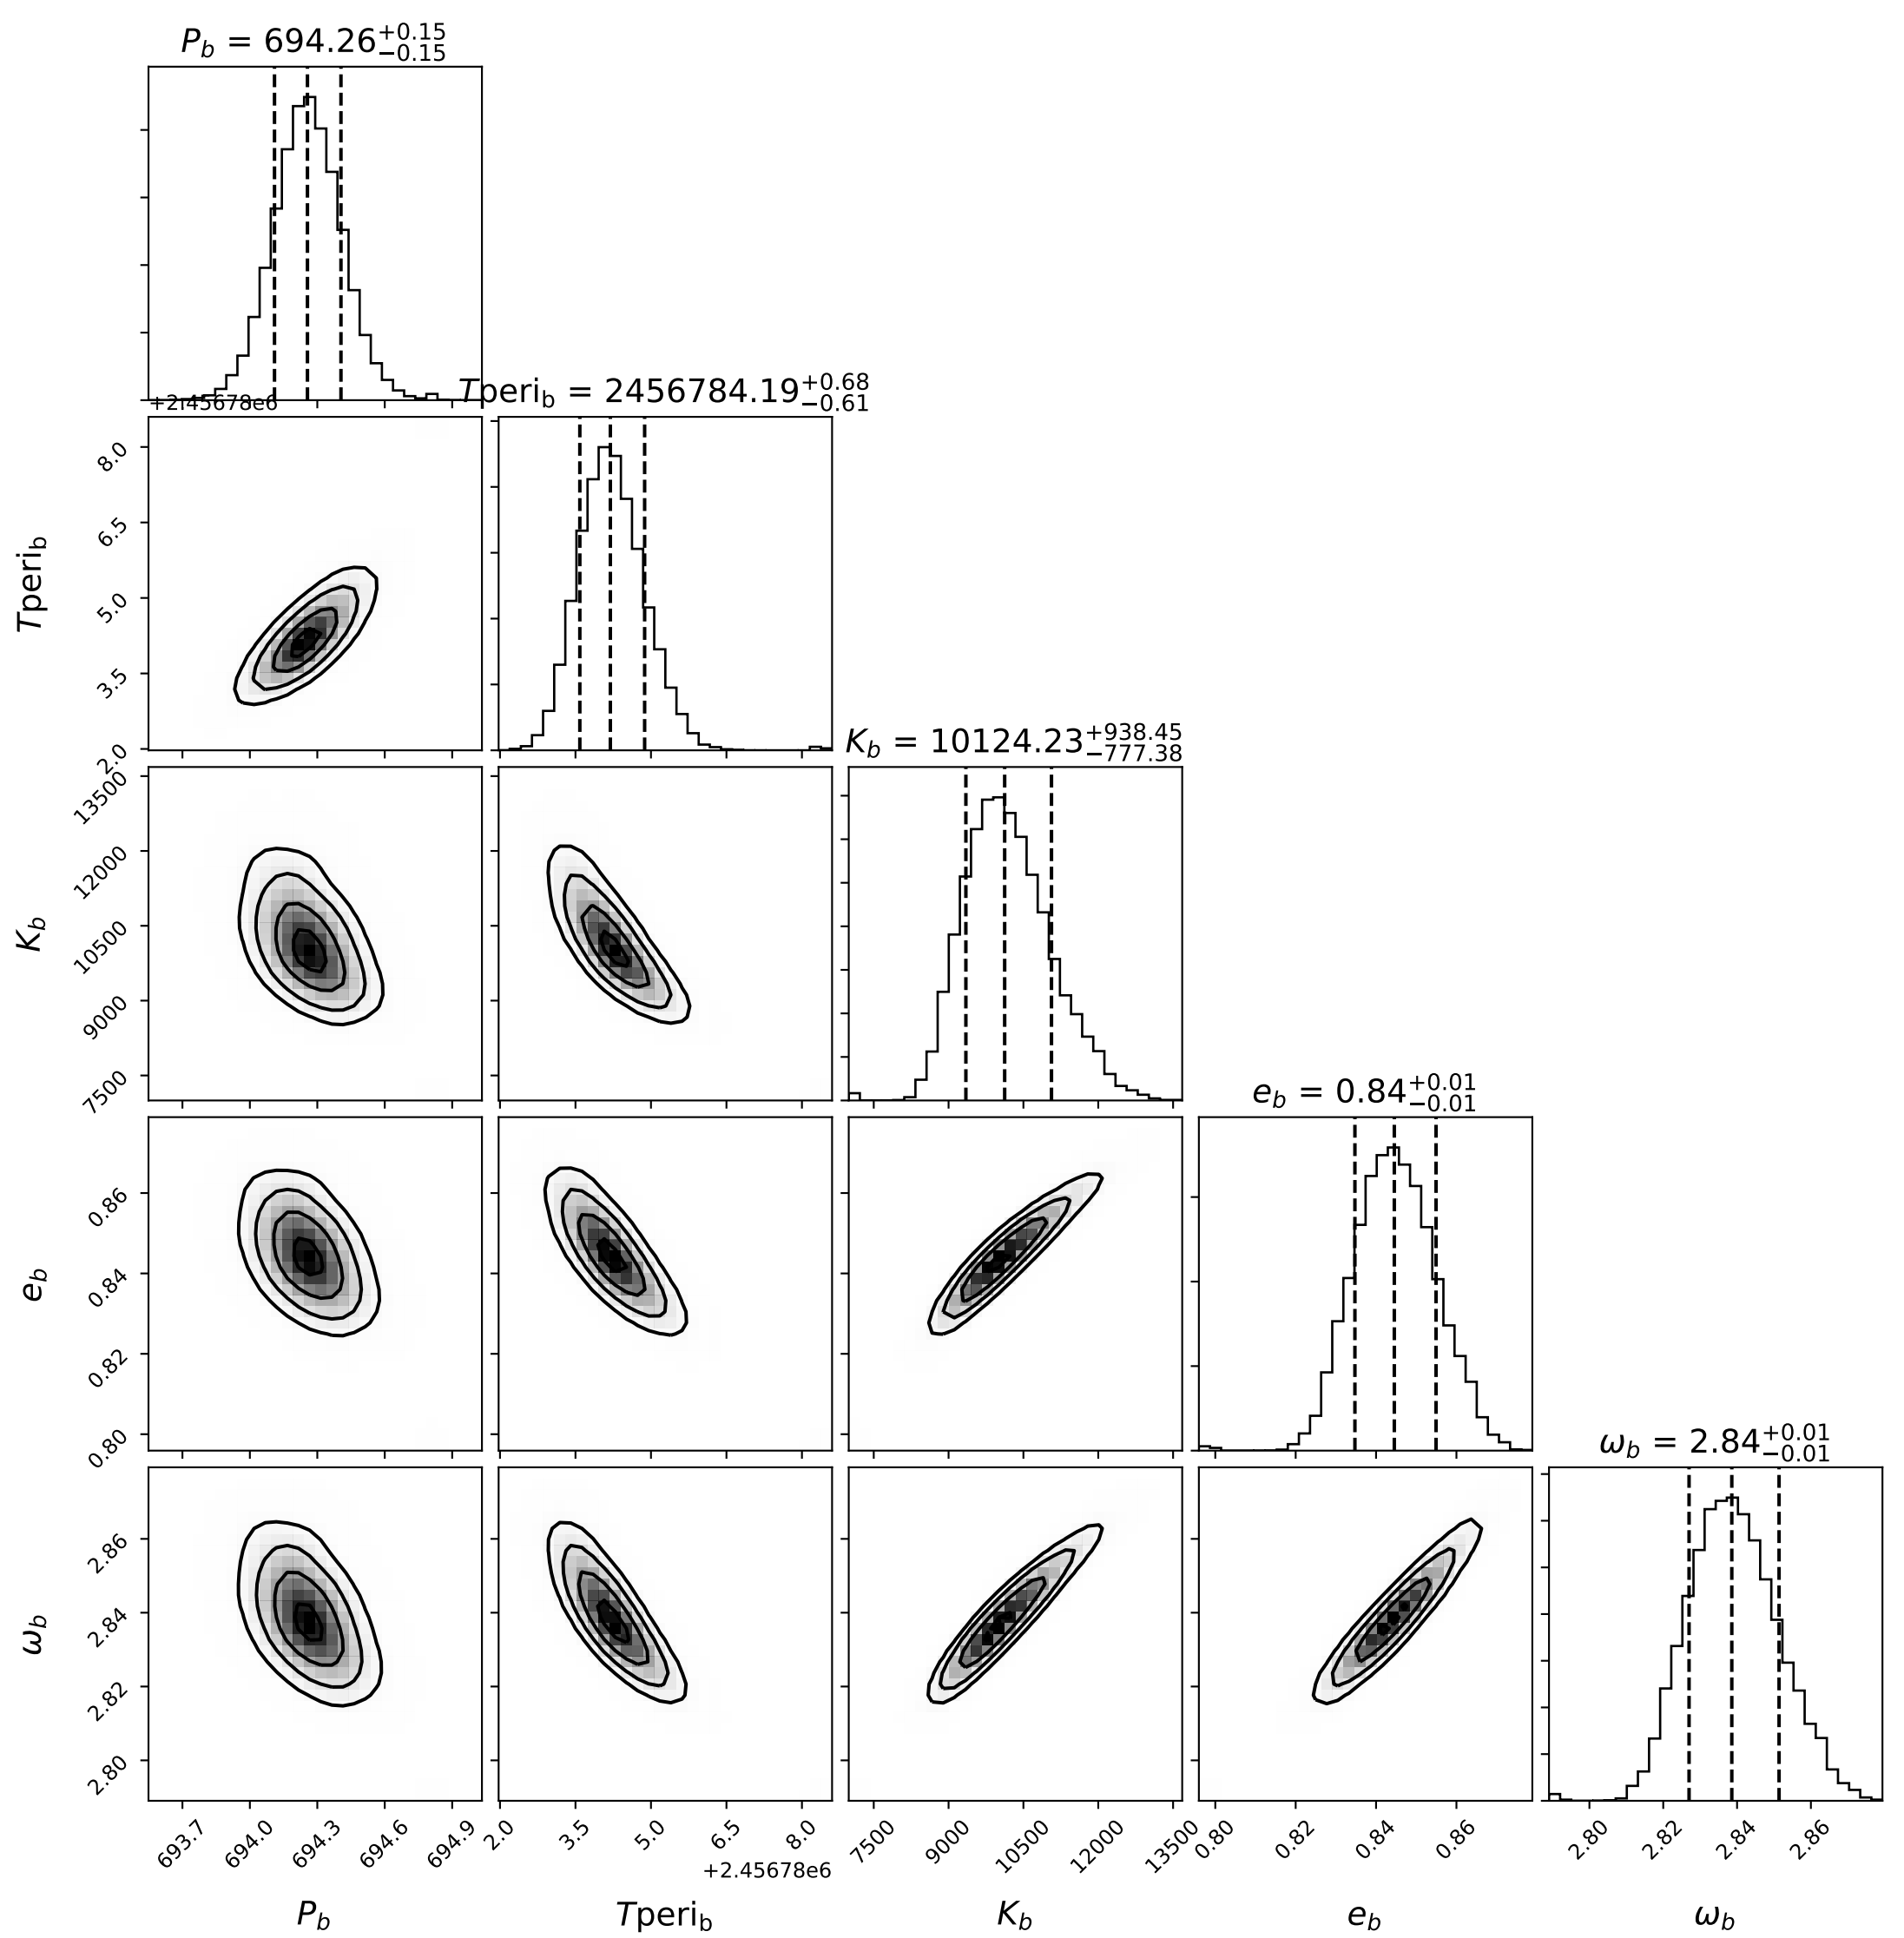 P_b = 694.26^{+0.15}_{−0.15}
+2.45678e6
Tperi_b = 2456784.19^{+0.68}_{−0.61}
8.0
6.5
5.0
3.5
2.0
Tperi_b
K_b = 10124.23^{+938.45}_{−777.38}
13500
12000
10500
9000
7500
K_b
e_b = 0.84^{+0.01}_{−0.01}
0.86
0.84
0.82
0.80
e_b
ω_b = 2.84^{+0.01}_{−0.01}
2.86
2.84
2.82
2.80
ω_b
693.7 694.0 694.3 694.6 694.9 2.0 3.5 5.0 6.5 8.0 7500 9000 10500 12000 13500 0.80 0.82 0.84 0.86 2.80 2.82 2.84 2.86
+2.45678e6
P_b Tperi_b K_b e_b ω_b